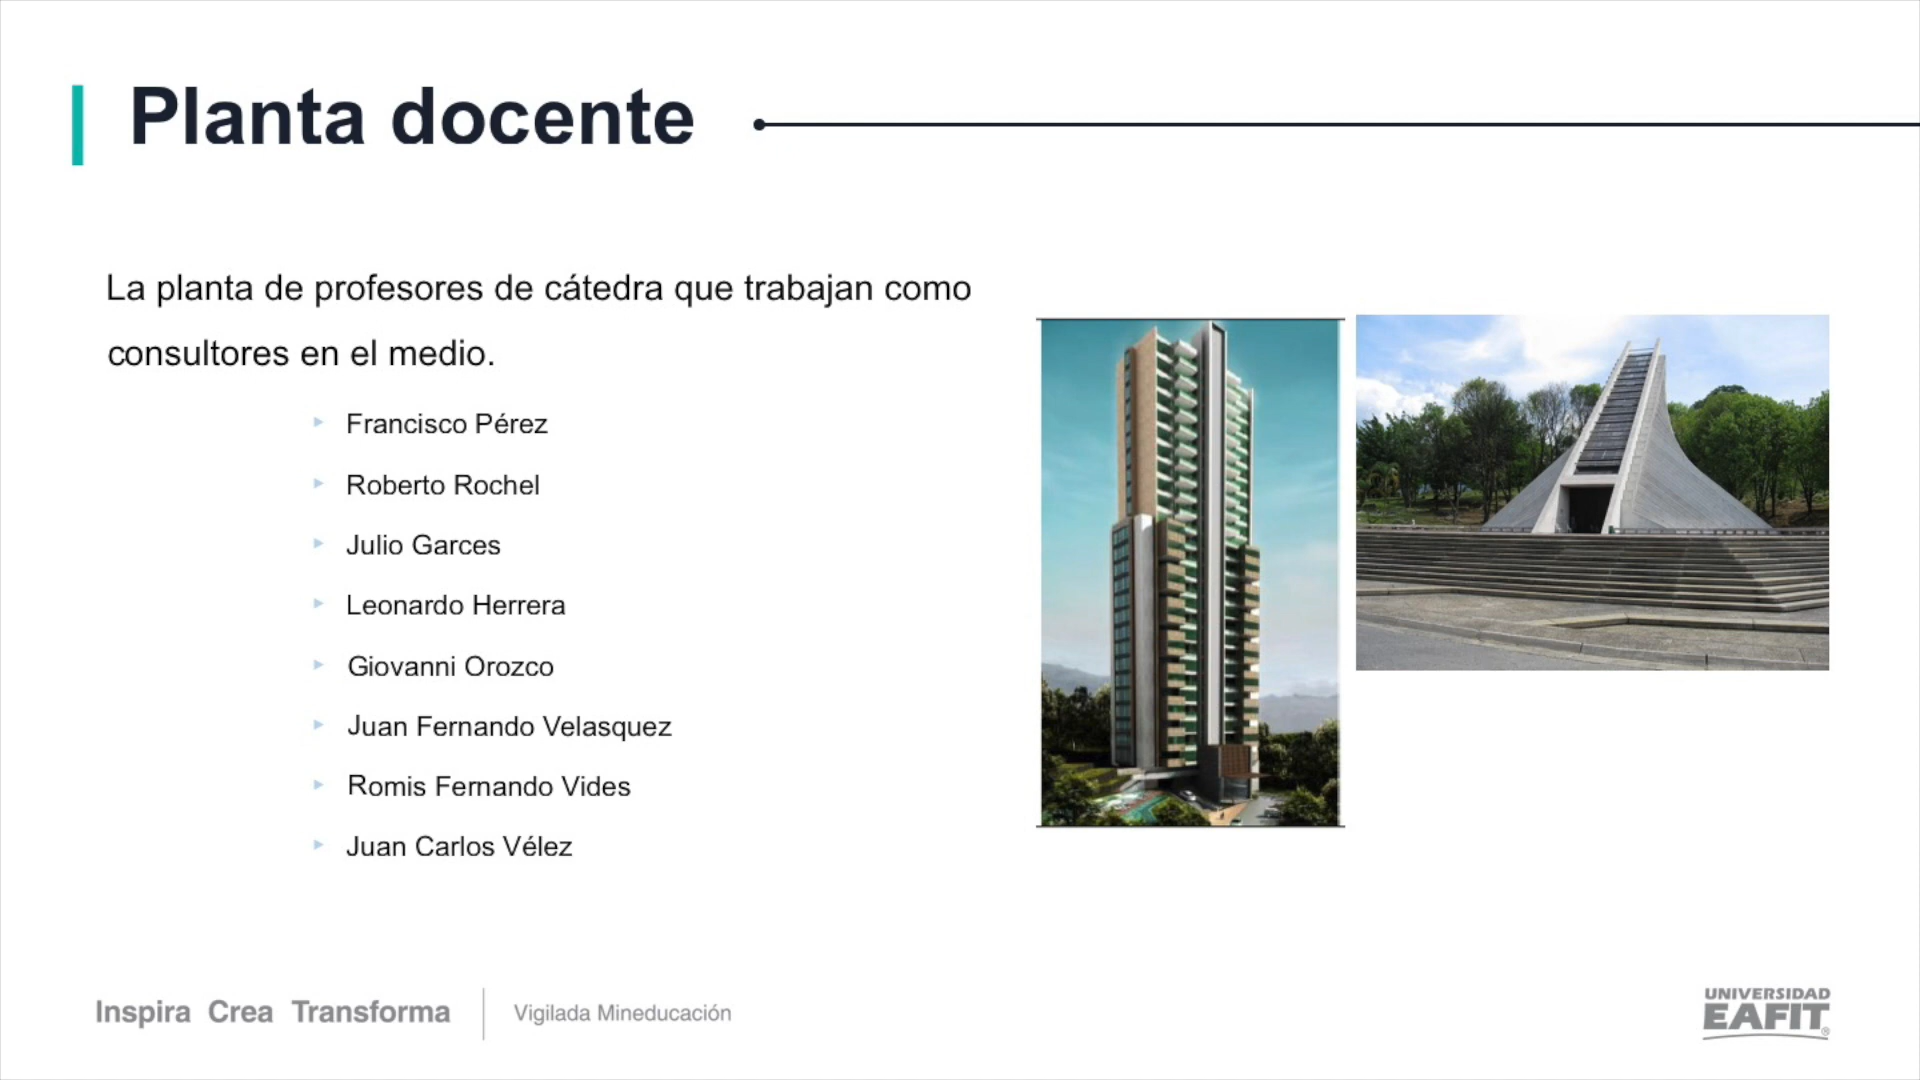 Planta docente
La planta de profesores de cátedra que trabajan como
consultores en el medio.
Francisco Pérez
Roberto Rochel
Julio Garces
Leonardo Herrera
Giovanni Orozco
Juan Fernando Velasquez
Romis Fernando Vides
Juan Carlos Vélez
Inspira Crea Transforma
Vigilada Mineducación
UNIVERSIDAD
EAFIT®